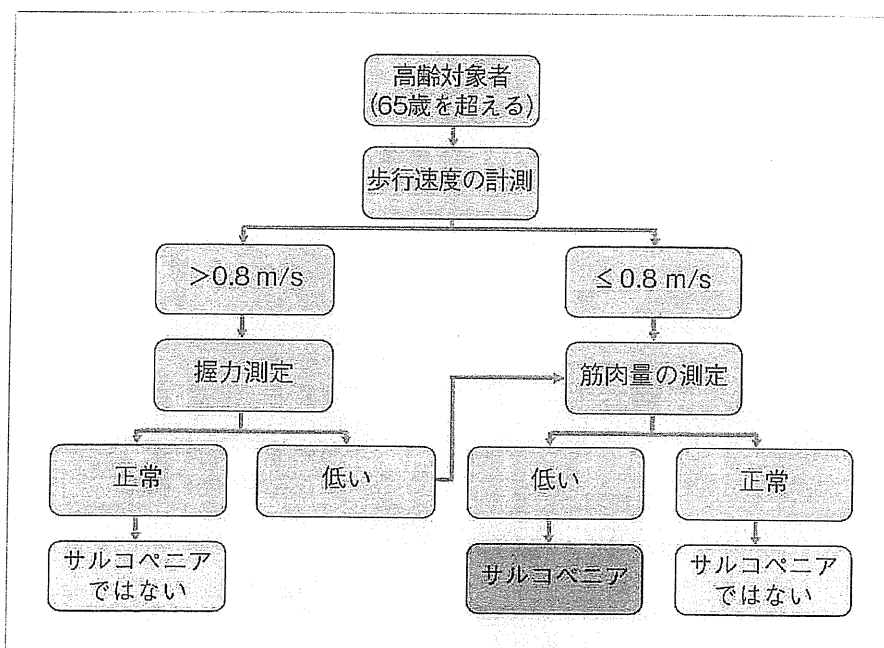 高齢対象者
(65歳を超える)
歩行速度の計測
>0.8 m/s
≤0.8 m/s
握力測定
筋肉量の測定
正常
低い
低い
正常
サルコペニア
ではない
サルコペニア
サルコペニア
ではない